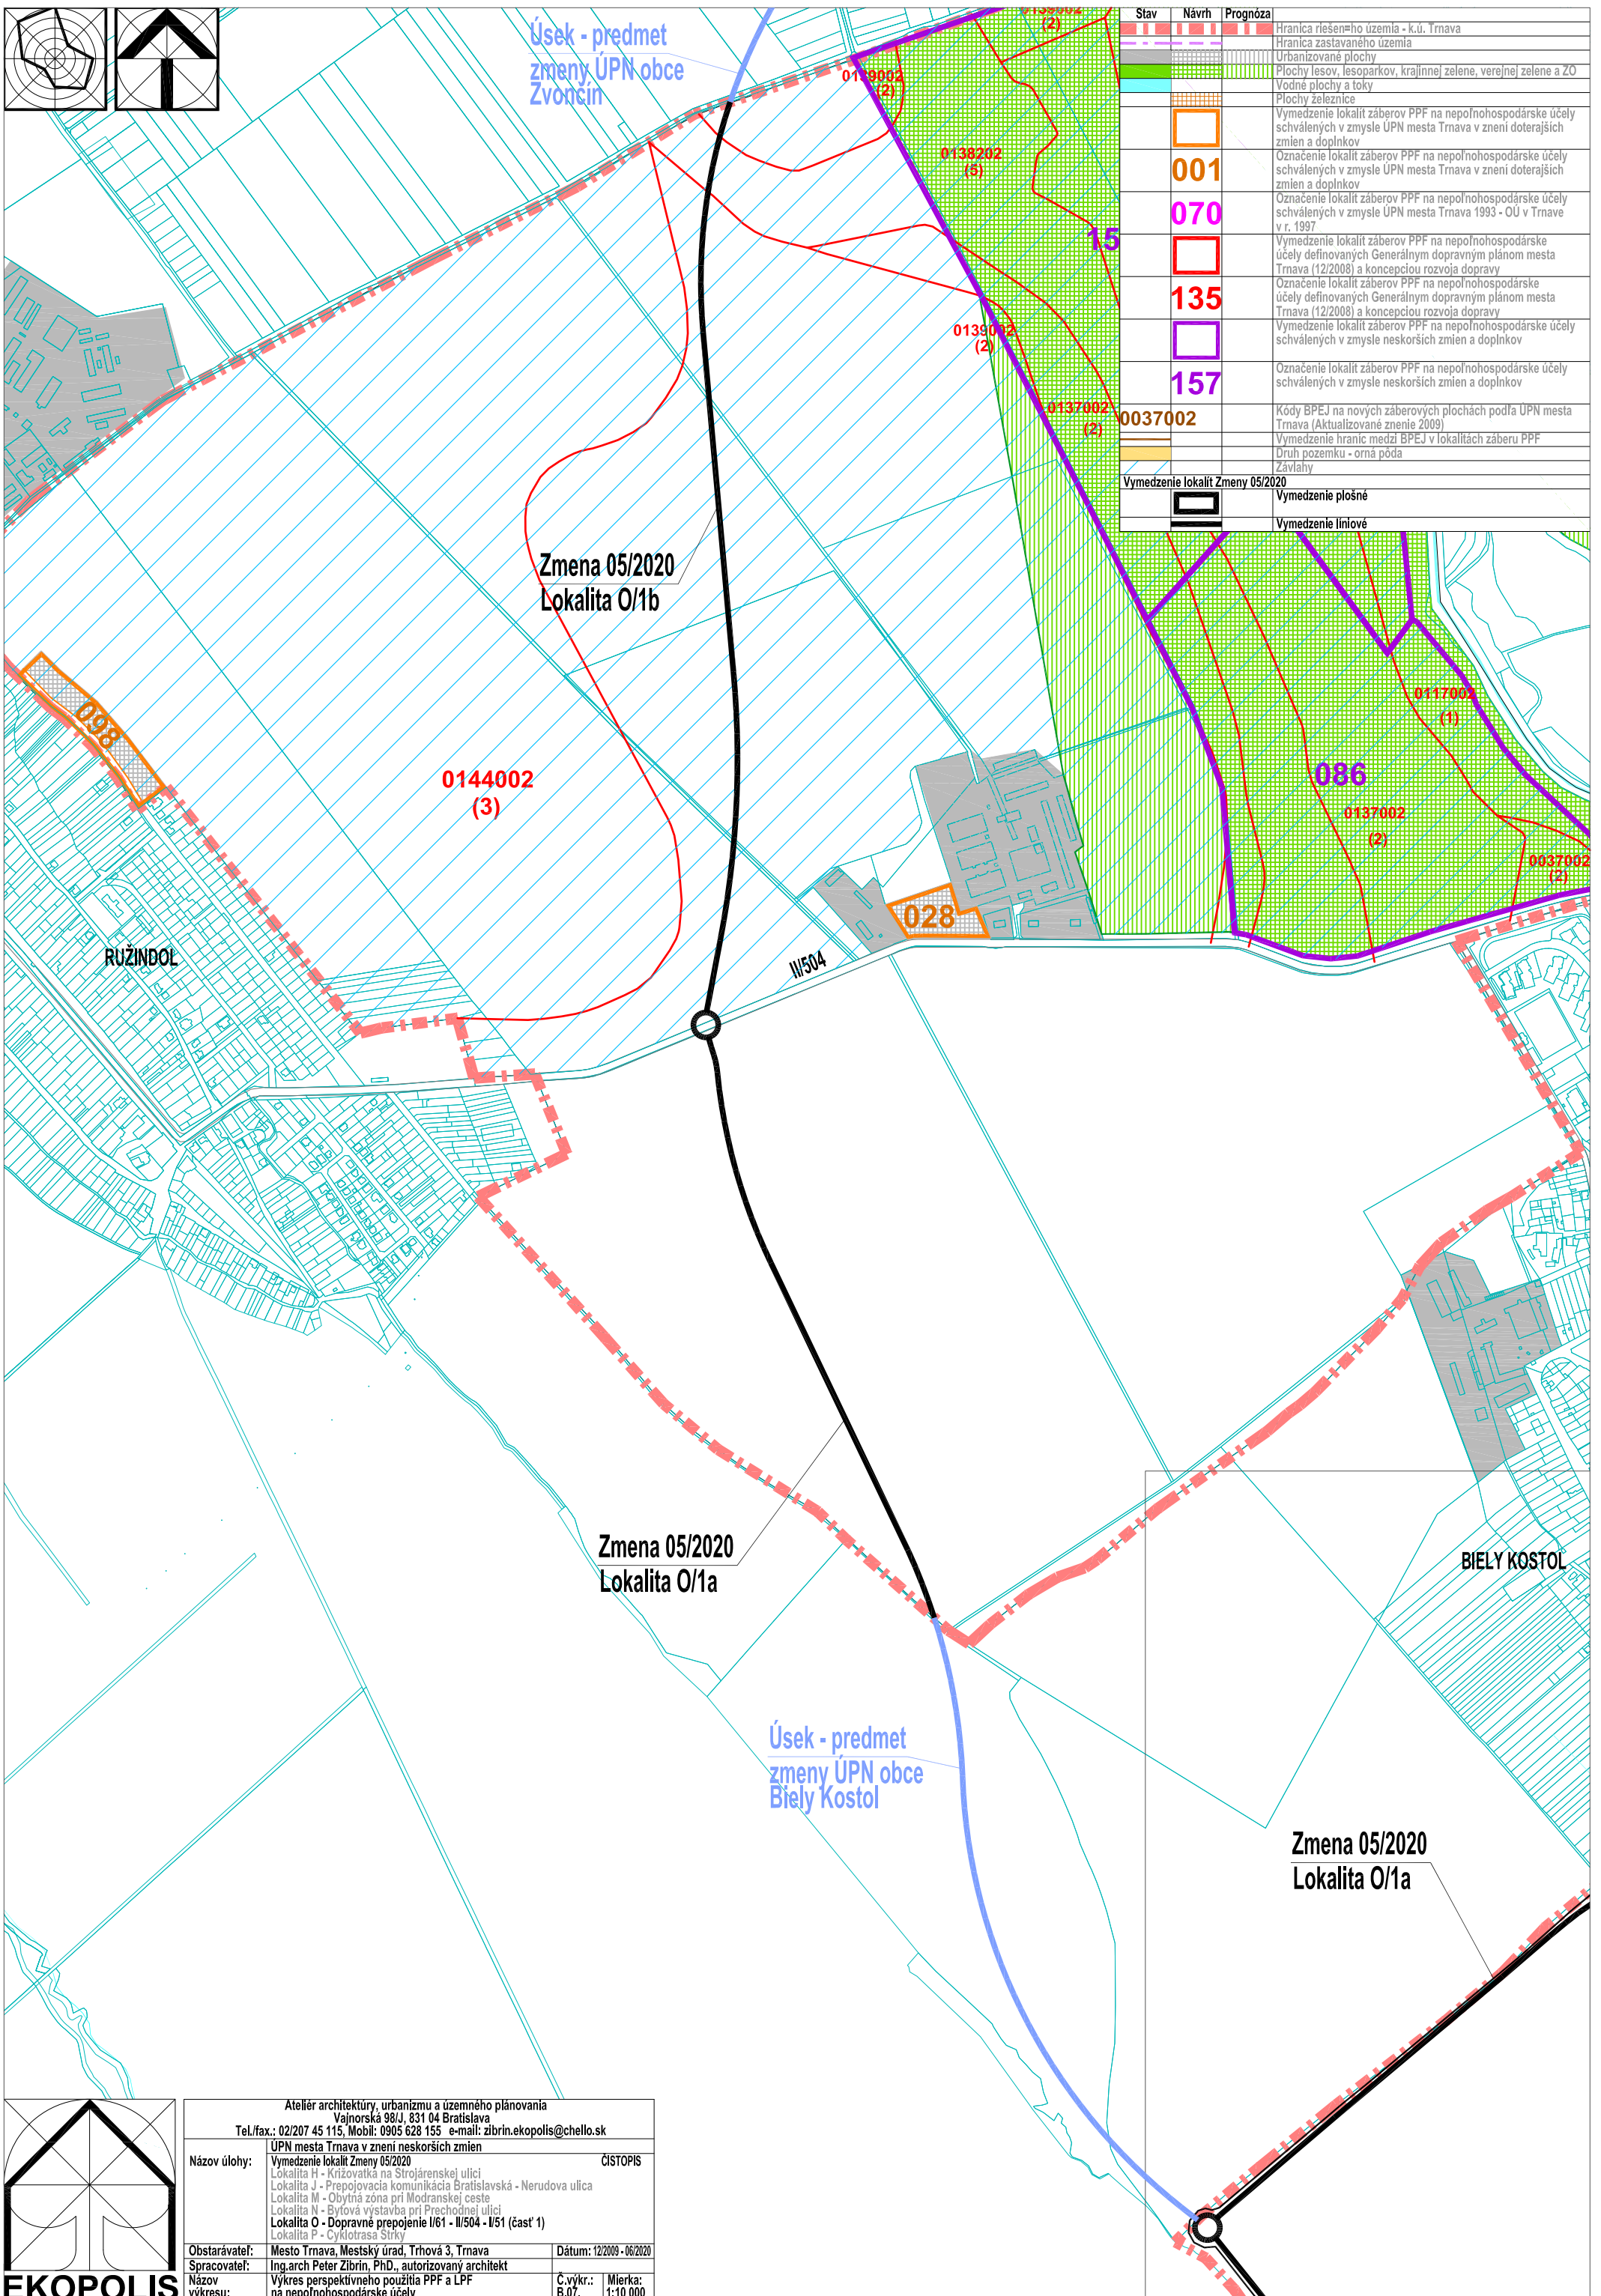 Úsek - predmet
zmeny ÚPN obce
Zvončín
0139002
(2)
0139002
(2)
0138202
(5)
15
0139002
(2)
0137002
(2)
Stav Návrh Prognóza
Hranica riešen=ho územia - k.ú. Trnava
Hranica zastavaného územia
Urbanizované plochy
Plochy lesov, lesoparkov, krajinnej zelene, verejnej zelene a ZO
Vodné plochy a toky
Plochy železnice
Vymedzenie lokalít záberov PPF na nepoľnohospodárske účely
schválených v zmysle ÚPN mesta Trnava v znení doterajších
zmien a doplnkov
001
Označenie lokalít záberov PPF na nepoľnohospodárske účely
schválených v zmysle ÚPN mesta Trnava v znení doterajších
zmien a doplnkov
070
Označenie lokalít záberov PPF na nepoľnohospodárske účely
schválených v zmysle ÚPN mesta Trnava 1993 - OÚ v Trnave
v r. 1997
Vymedzenie lokalít záberov PPF na nepoľnohospodárske
účely definovaných Generálnym dopravným plánom mesta
Trnava (12/2008) a koncepciou rozvoja dopravy
135
Označenie lokalít záberov PPF na nepoľnohospodárske
účely definovaných Generálnym dopravným plánom mesta
Trnava (12/2008) a koncepciou rozvoja dopravy
Vymedzenie lokalít záberov PPF na nepoľnohospodárske účely
schválených v zmysle neskorších zmien a doplnkov
157
Označenie lokalít záberov PPF na nepoľnohospodárske účely
schválených v zmysle neskorších zmien a doplnkov
0037002
Kódy BPEJ na nových záberových plochách podľa ÚPN mesta
Trnava (Aktualizované znenie 2009)
Vymedzenie hraníc medzi BPEJ v lokalitách záberu PPF
Druh pozemku - orná pôda
Závlahy
Vymedzenie lokalít Zmeny 05/2020
Vymedzenie plošné
Vymedzenie líniové
Zmena 05/2020
Lokalita O/1b
098
0144002
(3)
0117002
(1)
086
0137002
(2)
0037002
(2)
028
RUŽINDOL
II/504
Zmena 05/2020
Lokalita O/1a
BIELY KOSTOL
Úsek - predmet
zmeny ÚPN obce
Biely Kostol
Zmena 05/2020
Lokalita O/1a
EKOPOLIS
Ateliér architektúry, urbanizmu a územného plánovania
Vajnorská 98/J, 831 04 Bratislava
Tel./fax.: 02/207 45 115, Mobil: 0905 628 155 e-mail: zibrin.ekopolis@chello.sk
ÚPN mesta Trnava v znení neskorších zmien
Názov úlohy: Vymedzenie lokalít Zmeny 05/2020 ČISTOPIS
Lokalita H - Križovatka na Strojárenskej ulici
Lokalita J - Prepojovacia komunikácia Bratislavská - Nerudova ulica
Lokalita M - Obytná zóna pri Modranskej ceste
Lokalita N - Bytová výstavba pri Prechodnej ulici
Lokalita O - Dopravné prepojenie I/61 - II/504 - I/51 (časť 1)
Lokalita P - Cyklotrasa Štrky
Obstarávateľ: Mesto Trnava, Mestský úrad, Trhová 3, Trnava Dátum: 12/2009 - 06/2020
Spracovateľ: Ing.arch Peter Zibrin, PhD., autorizovaný architekt
Názov Výkres perspektívneho použitia PPF a LPF Č.výkr.: Mierka:
výkresu: na nepoľnohospodárske účely B.07. 1:10 000